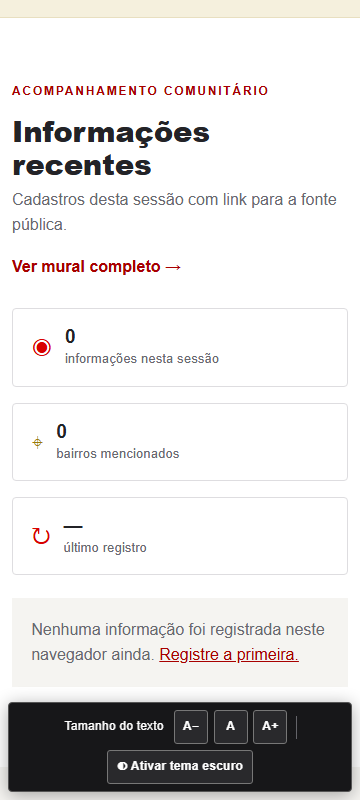 ACOMPANHAMENTO COMUNITÁRIO
Informações
recentes
Cadastros desta sessão com link para a fonte
pública.
Ver mural completo →
0
informações nesta sessão
0
bairros mencionados
—
último registro
Nenhuma informação foi registrada neste
navegador ainda. Registre a primeira.
Tamanho do texto A− A A+
Ativar tema escuro